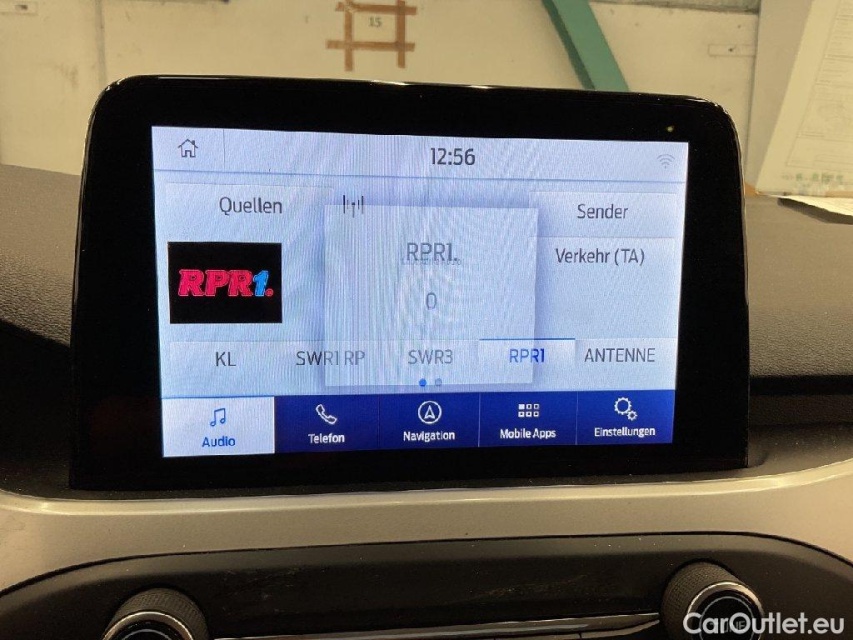 15
12:56
Quellen
Sender
RPR1.
RPR1.
Verkehr (TA)
0
KL
SWR1 RP
SWR3
RPR1
ANTENNE
Audio
Telefon
Navigation
Mobile Apps
Einstellungen
CarOutlet.eu